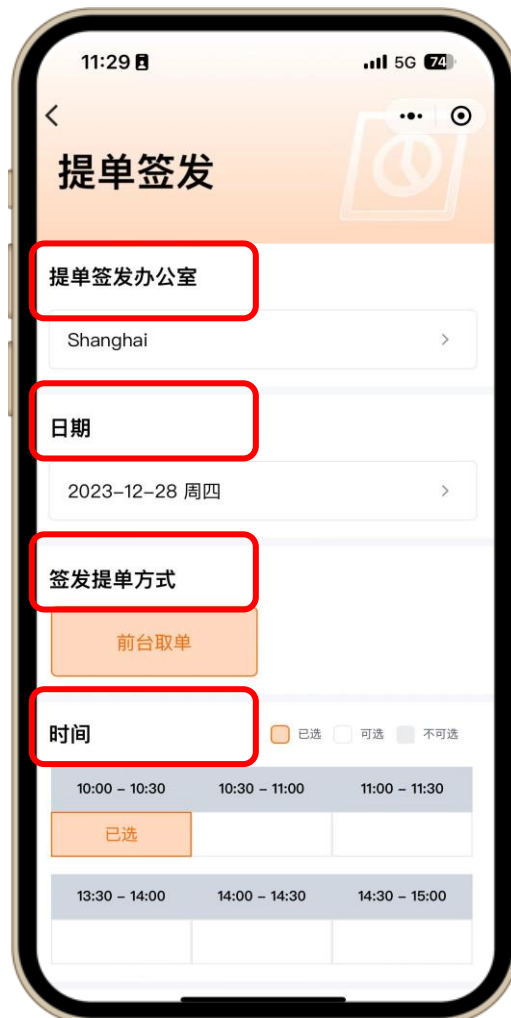 11:29 5G 74
提单签发
提单签发办公室
Shanghai
日期
2023-12-28 周四
签发提单方式
前台取单
时间 已选 可选 不可选
10:00 - 10:30 10:30 - 11:00 11:00 - 11:30
已选
13:30 - 14:00 14:00 - 14:30 14:30 - 15:00